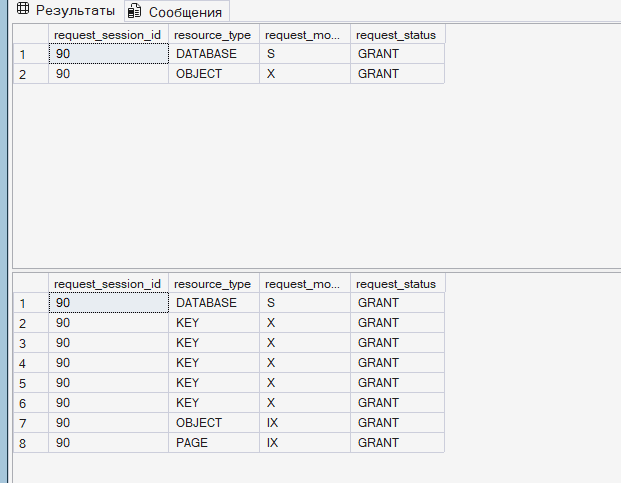 Результаты Сообщения
request_session_id resource_type request_mo... request_status
1 90 DATABASE S GRANT
2 90 OBJECT X GRANT
request_session_id resource_type request_mo... request_status
1 90 DATABASE S GRANT
2 90 KEY X GRANT
3 90 KEY X GRANT
4 90 KEY X GRANT
5 90 KEY X GRANT
6 90 KEY X GRANT
7 90 OBJECT IX GRANT
8 90 PAGE IX GRANT